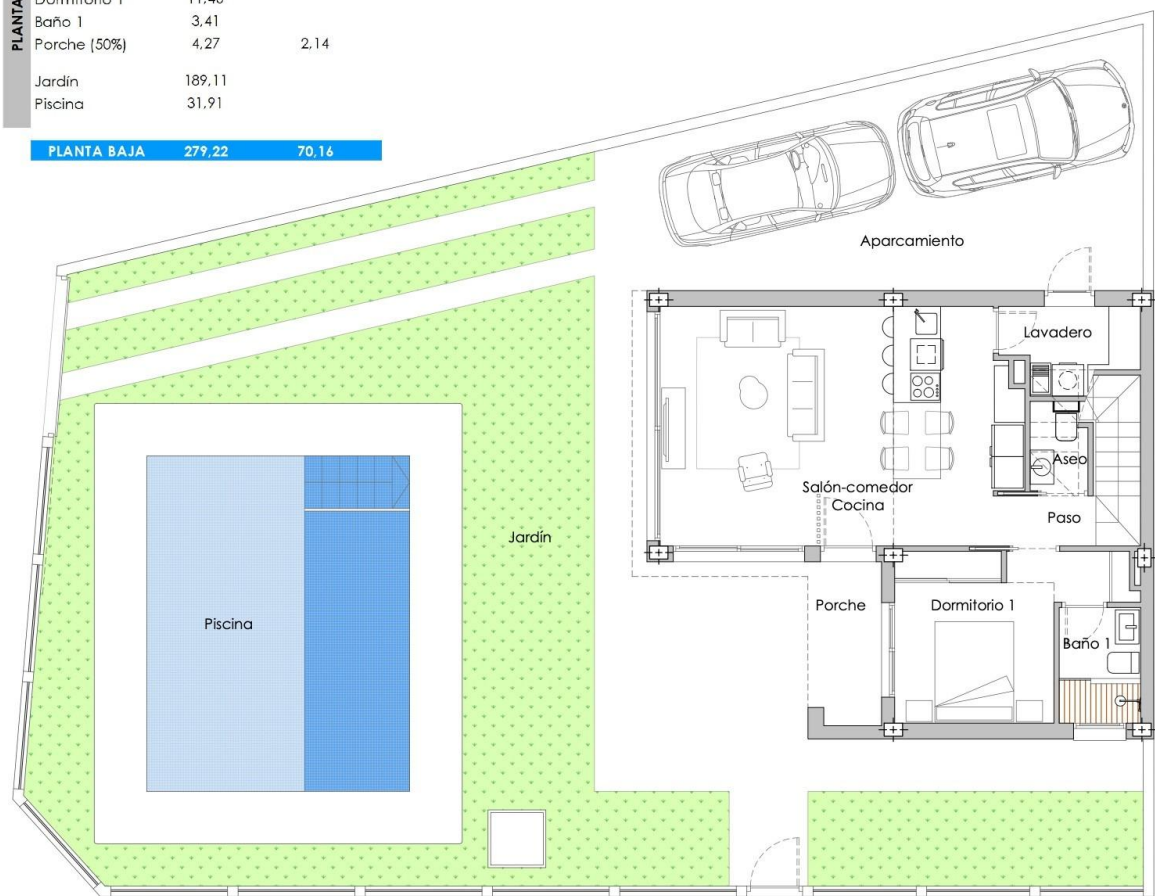 PLANTA
Baño 1 3,41
Porche (50%) 4,27 2,14
Jardín 189,11
Piscina 31,91
PLANTA BAJA 279,22 70,16
Aparcamiento
Lavadero
Aseo
Salón-comedor
Cocina
Paso
Jardín
Piscina
Porche
Dormitorio 1
Baño 1